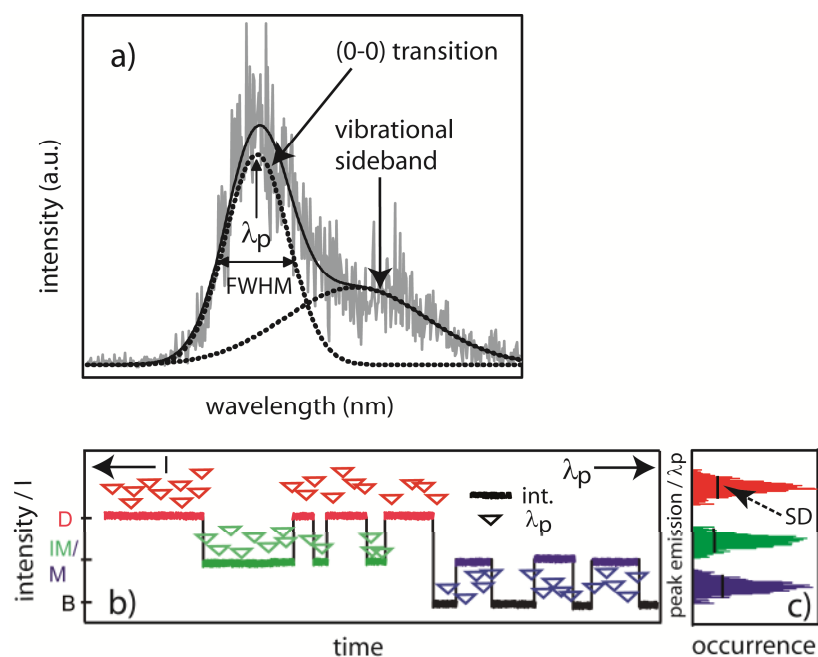 a)
(0-0) transition
vibrational
sideband
λp
FWHM
intensity (a.u.)
wavelength (nm)
I
λp
int.
λp
D
IM/
M
B
intensity / I
b)
time
peak emission / λp
SD
c)
occurrence